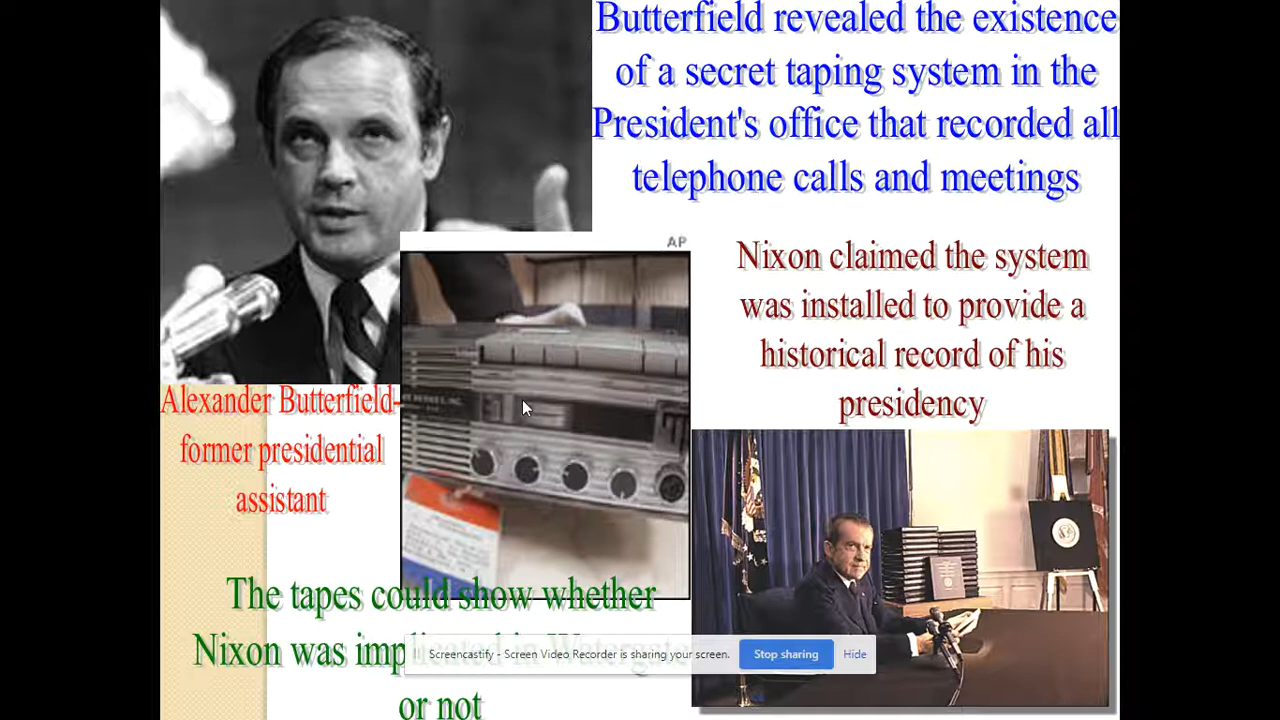 Butterfield revealed the existence
of a secret taping system in the
President's office that recorded all
telephone calls and meetings
AP
Nixon claimed the system
was installed to provide a
historical record of his
presidency
Alexander Butterfield-
former presidential
assistant
The tapes could show whether
Nixon was implicated in Watergate
or not
Screencastify - Screen Video Recorder is sharing your screen.
Stop sharing
Hide